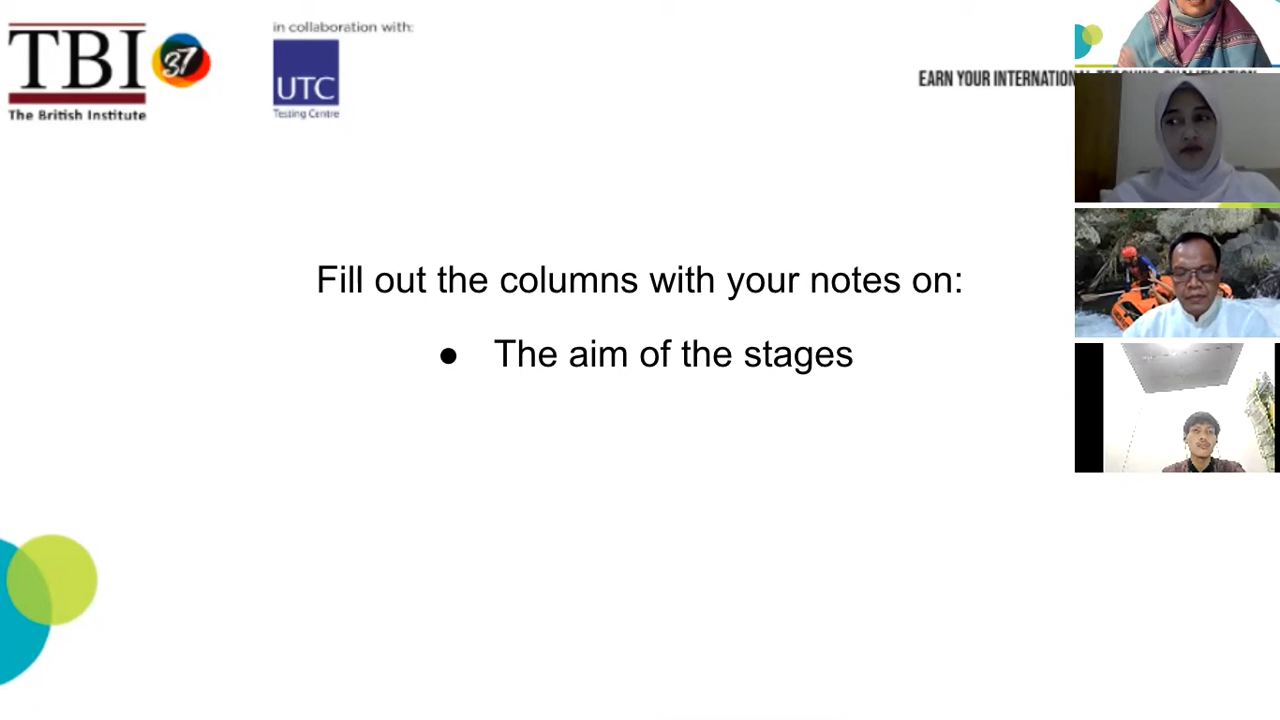 TBI 37
The British Institute
in collaboration with:
UTC
Testing Centre
EARN YOUR INTERNATIONAL TEACHING QUALIFICATION
Fill out the columns with your notes on:
● The aim of the stages